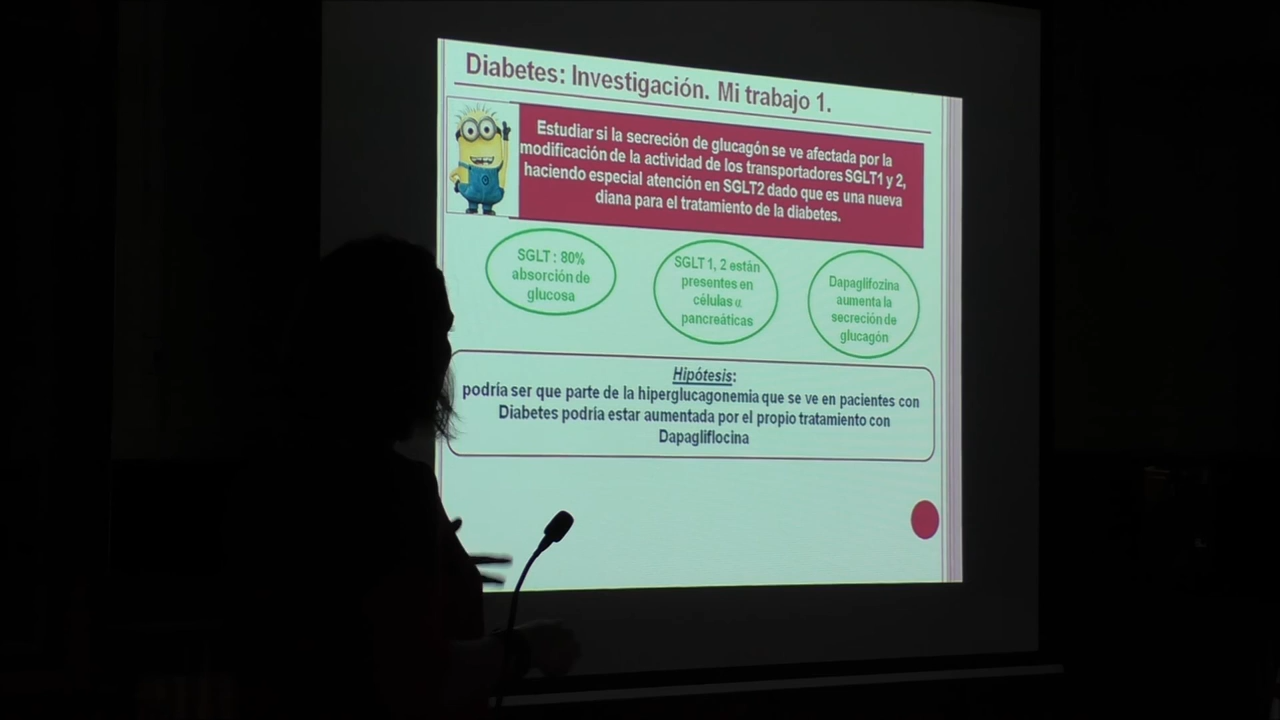 Diabetes: Investigación. Mi trabajo 1.
Estudiar si la secreción de glucagón se ve afectada por la
modificación de la actividad de los transportadores SGLT1 y 2,
haciendo especial atención en SGLT2 dado que es una nueva
diana para el tratamiento de la diabetes.
SGLT : 80%
absorción de
glucosa
SGLT 1, 2 están
presentes en
células α
pancreáticas
Dapaglifozina
aumenta la
secreción de
glucagón
Hipótesis:
podría ser que parte de la hiperglucagonemia que se ve en pacientes con
Diabetes podría estar aumentada por el propio tratamiento con
Dapagliflocina